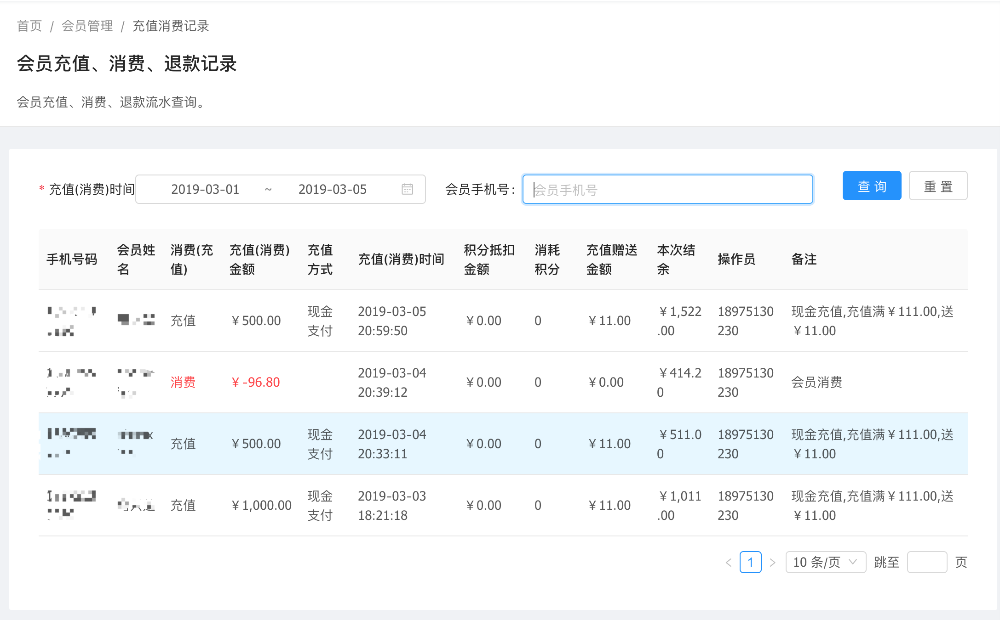 首页 / 会员管理 / 充值消费记录
会员充值、消费、退款记录
会员充值、消费、退款流水查询。
* 充值(消费)时间 2019-03-01 ~ 2019-03-05 会员手机号: 会员手机号 查 询 重 置
手机号码 会员姓名 消费(充值) 充值(消费)金额 充值方式 充值(消费)时间 积分抵扣金额 消耗积分 充值赠送金额 本次结余 操作员 备注
充值 ¥500.00 现金支付 2019-03-05 20:59:50 ¥0.00 0 ¥11.00 ¥1,522.00 18975130230 现金充值,充值满¥111.00,送¥11.00
消费 ¥-96.80 2019-03-04 20:39:12 ¥0.00 0 ¥0.00 ¥414.20 18975130230 会员消费
充值 ¥500.00 现金支付 2019-03-04 20:33:11 ¥0.00 0 ¥11.00 ¥511.00 18975130230 现金充值,充值满¥111.00,送¥11.00
充值 ¥1,000.00 现金支付 2019-03-03 18:21:18 ¥0.00 0 ¥11.00 ¥1,011.00 18975130230 现金充值,充值满¥111.00,送¥11.00
< 1 > 10 条/页 跳至 页